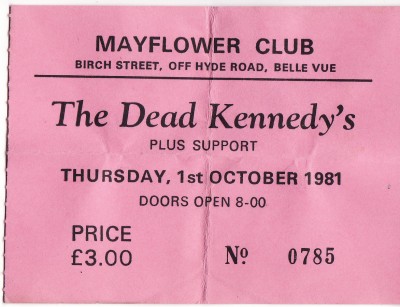 MAYFLOWER CLUB
BIRCH STREET, OFF HYDE ROAD, BELLE VUE
The Dead Kennedy's
PLUS SUPPORT
THURSDAY, 1st OCTOBER 1981
DOORS OPEN 8-00
PRICE
£3.00
Nº 0785